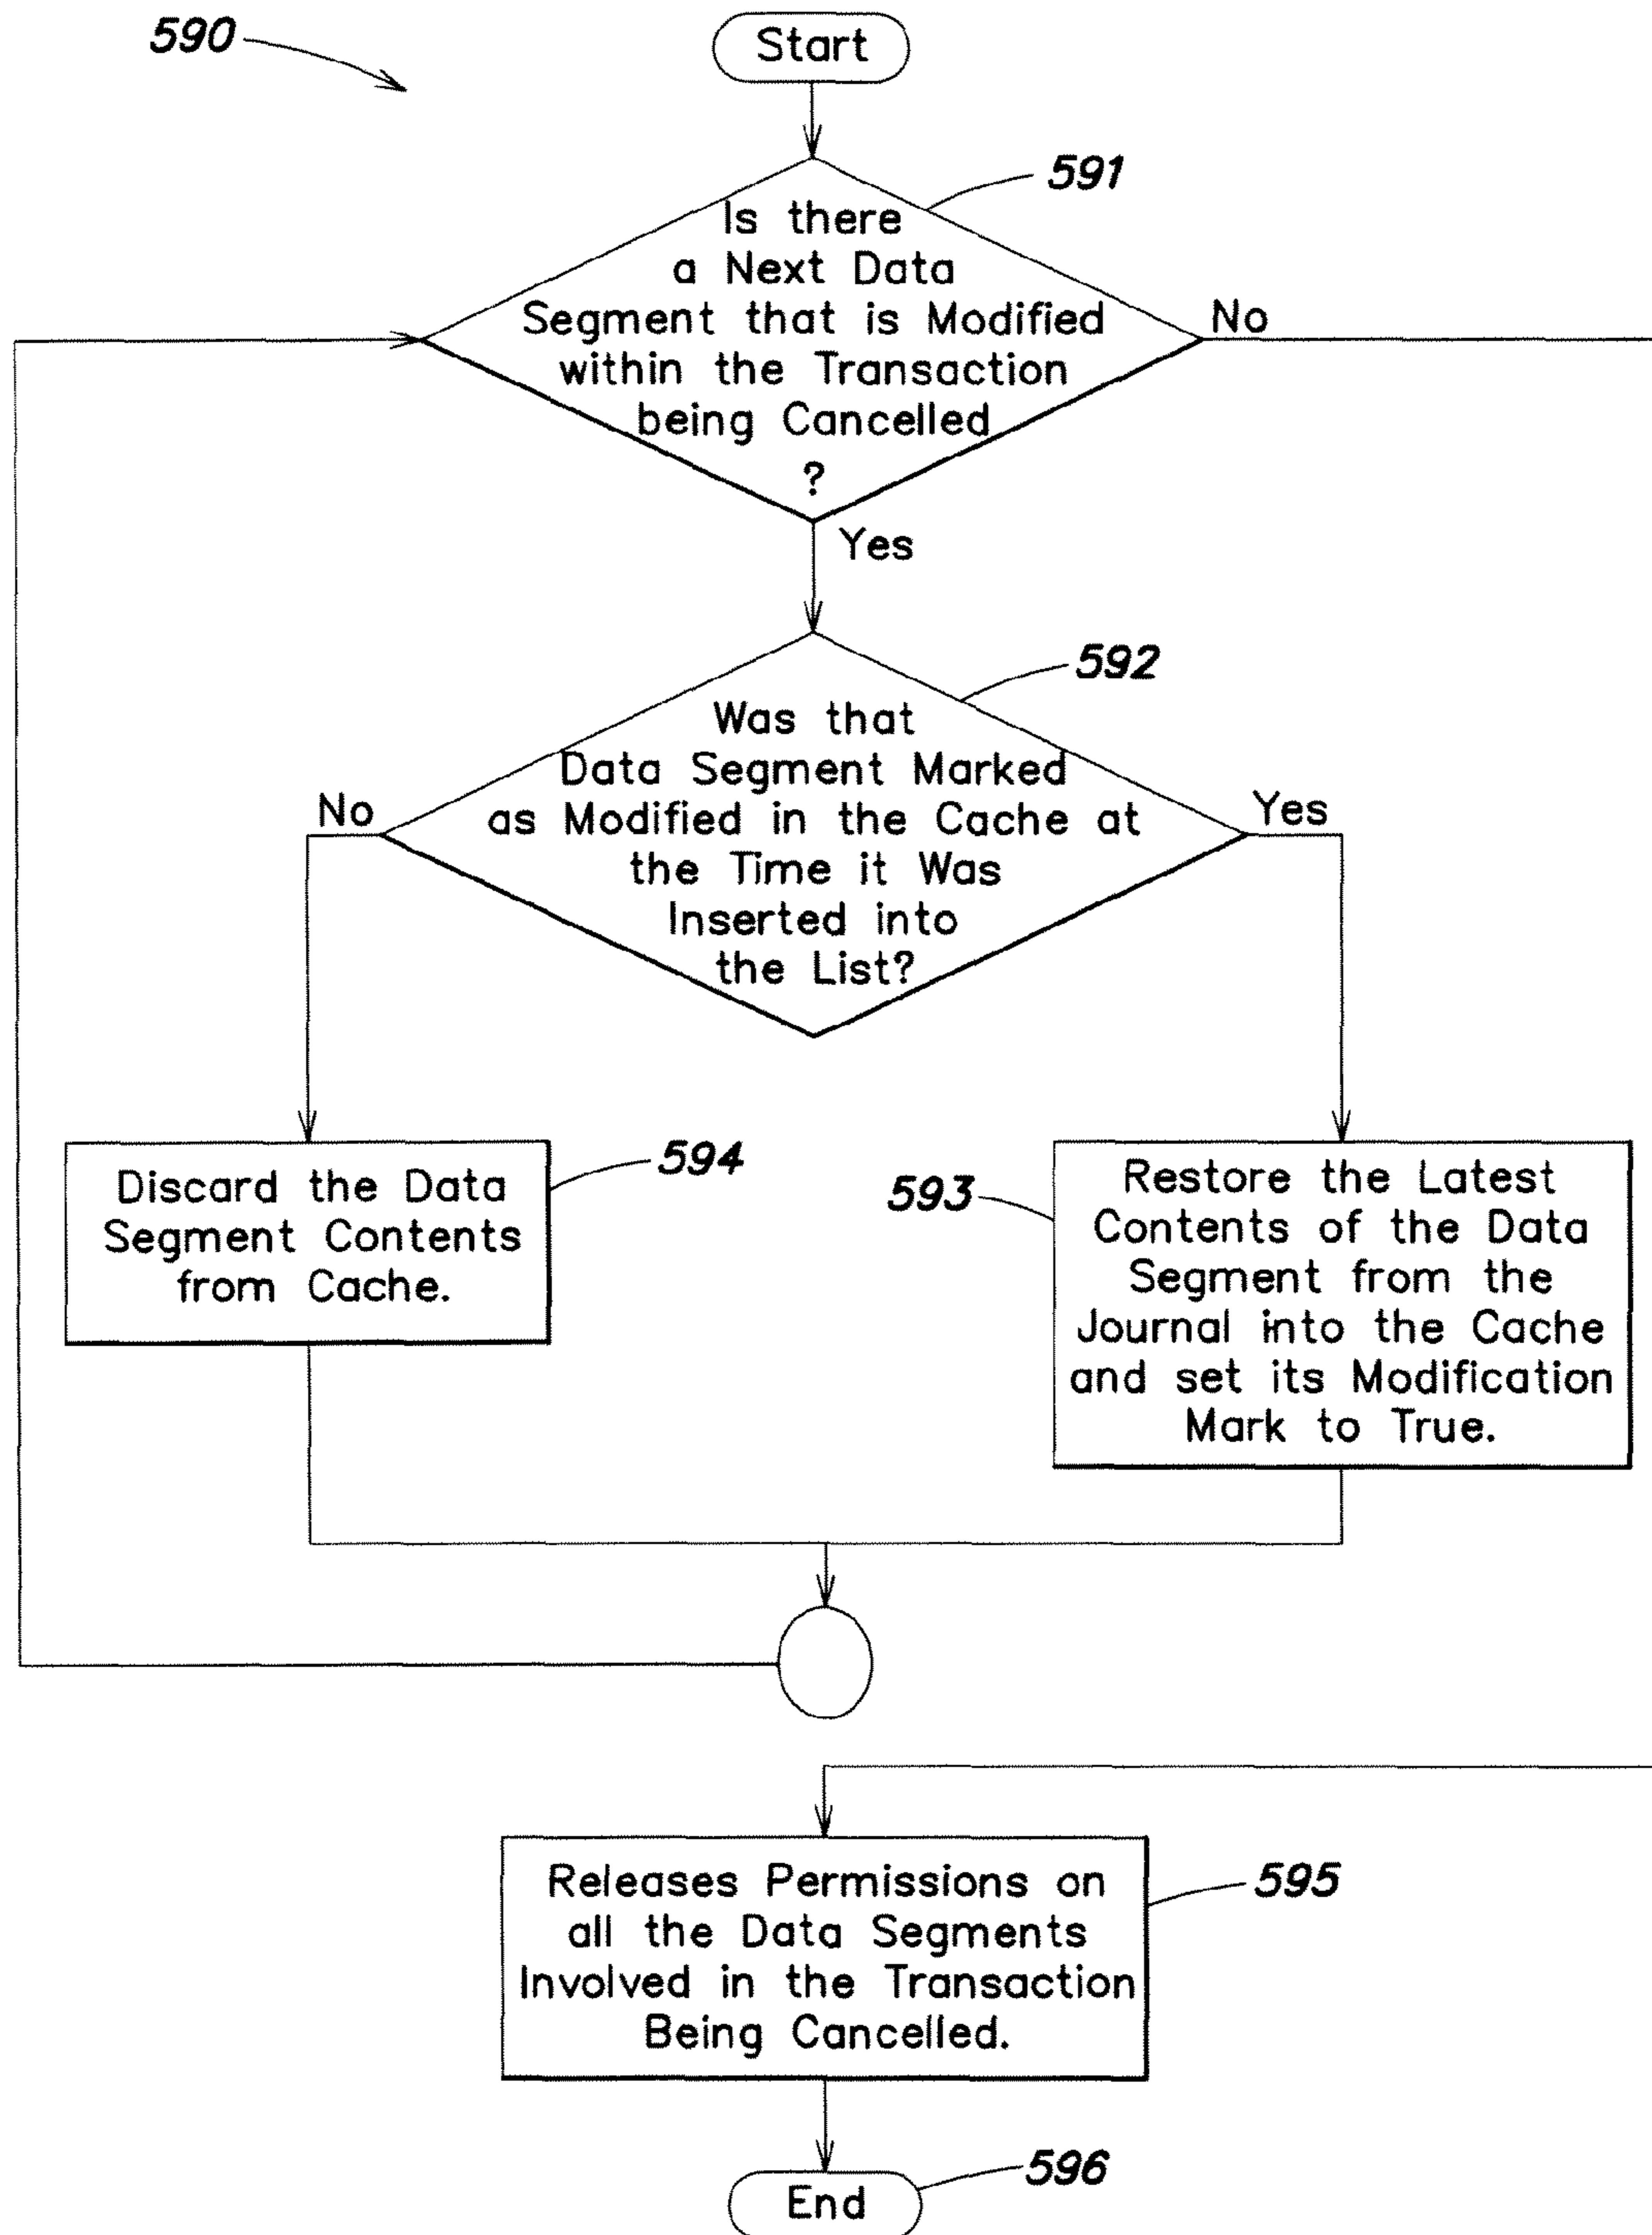 590
Start
591
Is there
a Next Data
Segment that is Modified
within the Transaction
being Cancelled
?
No
Yes
592
Was that
Data Segment Marked
as Modified in the Cache at
the Time it Was
Inserted into
the List?
No
Yes
594
Discard the Data
Segment Contents
from Cache.
593
Restore the Latest
Contents of the Data
Segment from the
Journal into the Cache
and set its Modification
Mark to True.
Releases Permissions on
all the Data Segments
Involved in the Transaction
Being Cancelled.
595
End
596